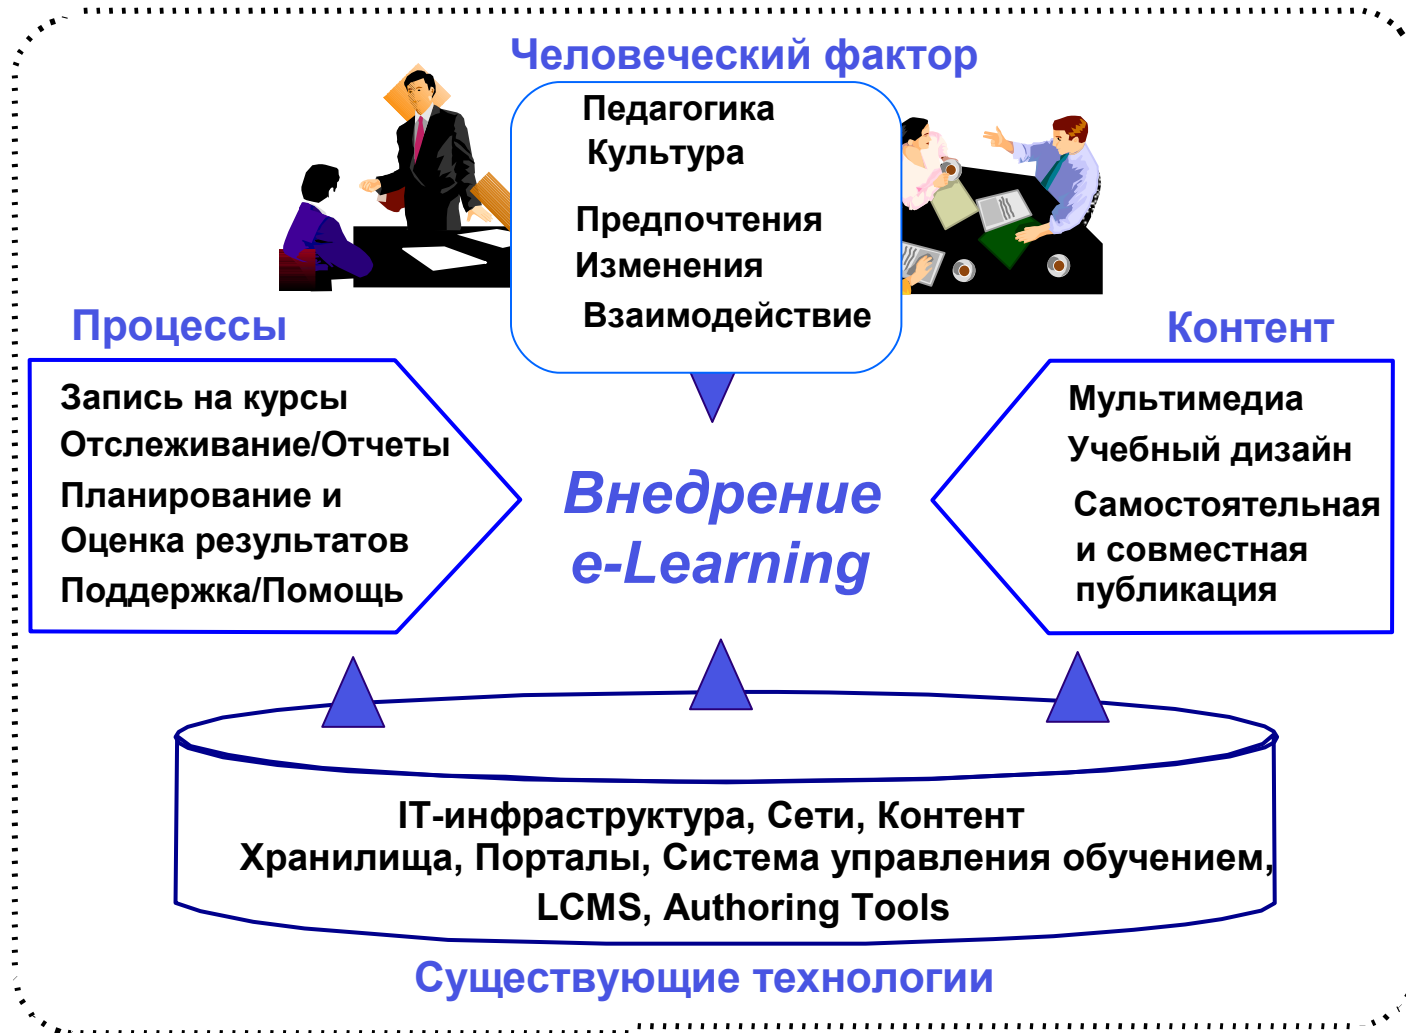 Человеческий фактор
Педагогика
Культура
Предпочтения
Изменения
Взаимодействие
Процессы
Запись на курсы
Отслеживание/Отчеты
Планирование и
Оценка результатов
Поддержка/Помощь
Внедрение
e-Learning
Контент
Мультимедиа
Учебный дизайн
Самостоятельная
и совместная
публикация
IT-инфраструктура, Сети, Контент
Хранилища, Порталы, Система управления обучением,
LCMS, Authoring Tools
Существующие технологии